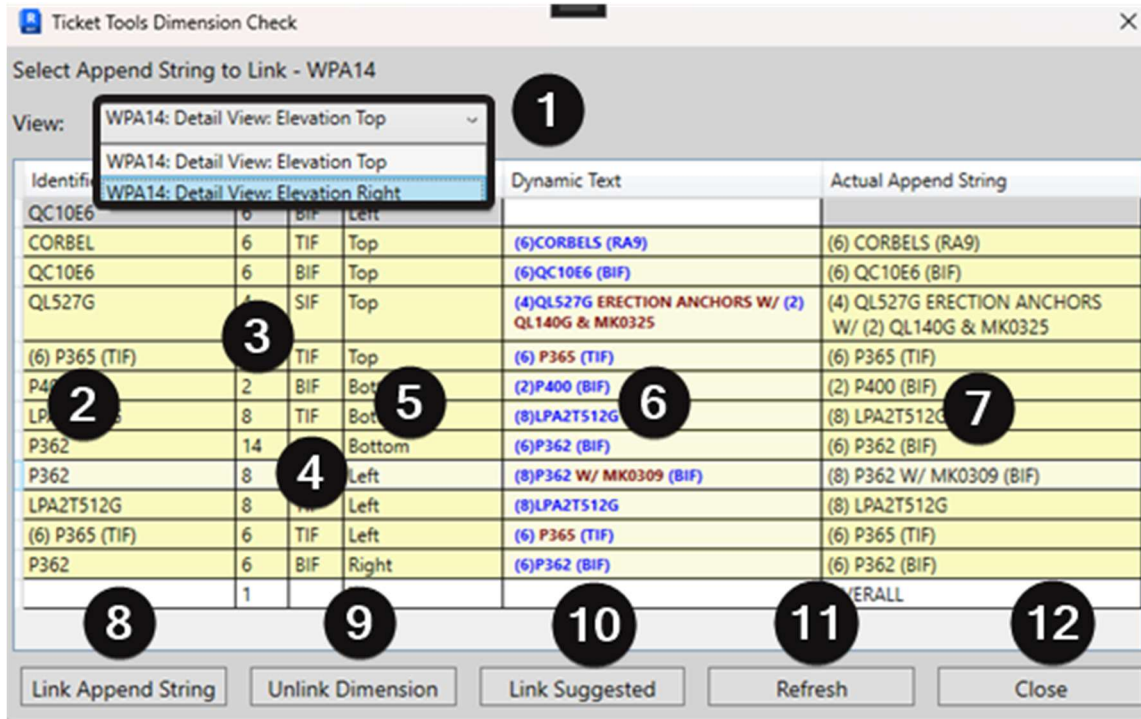 Ticket Tools Dimension Check
Select Append String to Link - WPA14
View: WPA14: Detail View: Elevation Top 1
WPA14: Detail View: Elevation Top
WPA14: Detail View: Elevation Right
Dynamic Text Actual Append String
QC10E6 6 BIF Left
CORBEL 6 TIF Top (6)CORBELS (RA9) (6) CORBELS (RA9)
QC10E6 6 BIF Top (6)QC10E6 (BIF) (6) QC10E6 (BIF)
QL527G SIF Top (4)QL527G ERECTION ANCHORS W/ (2) (4) QL527G ERECTION ANCHORS
QL140G & MK0325 W/ (2) QL140G & MK0325
3
(6) P365 (TIF) TIF Top (6) P365 (TIF) (6) P365 (TIF)
2 BIF (2)P400 (BIF) (2) P400 (BIF)
2 5 6 7
8 TIF (8)LPA2T512G (8) LPA2T512G
P362 14 Bottom (6)P362 (BIF) (6) P362 (BIF)
4
P362 8 Left (8)P362 W/ MK0309 (BIF) (8) P362 W/ MK0309 (BIF)
LPA2T512G 8 Left (8)LPA2T512G (8) LPA2T512G
(6) P365 (TIF) 6 TIF Left (6) P365 (TIF) (6) P365 (TIF)
P362 6 BIF Right (6)P362 (BIF) (6) P362 (BIF)
1
8 9 10 11 12
Link Append String Unlink Dimension Link Suggested Refresh Close